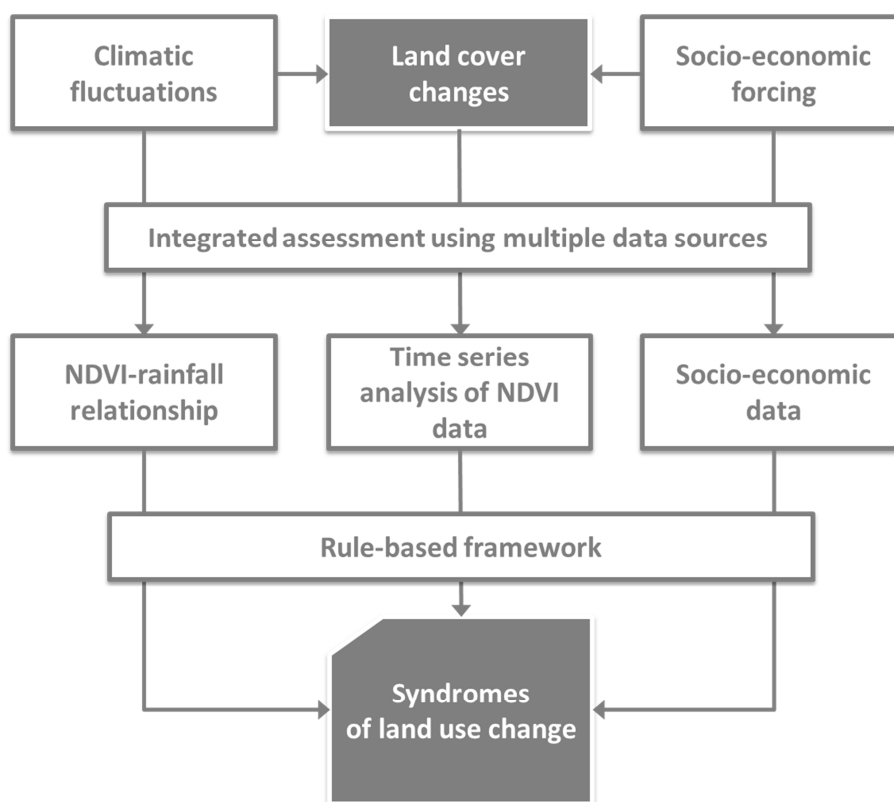 Climatic
fluctuations
Land cover
changes
Socio-economic
forcing
Integrated assessment using multiple data sources
NDVI-rainfall
relationship
Time series
analysis of NDVI
data
Socio-economic
data
Rule-based framework
Syndromes
of land use change